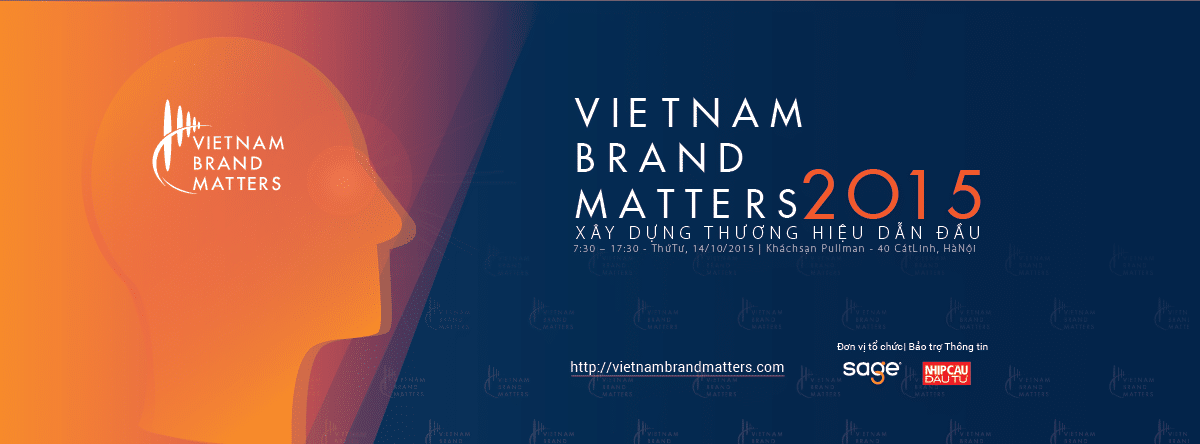 VIETNAM
BRAND
MATTERS
VIETNAM
BRAND
MATTERS 2015
XÂY DỰNG THƯƠNG HIỆU DẪN ĐẦU
7:30 – 17:30 - ThứTư, 14/10/2015 | Kháchsạn Pullman - 40 CátLinh, HàNội
Đơn vị tổ chức| Bảo trợ Thông tin
http://vietnambrandmatters.com
sage
NHỊP CẦU
ĐẦU TƯ